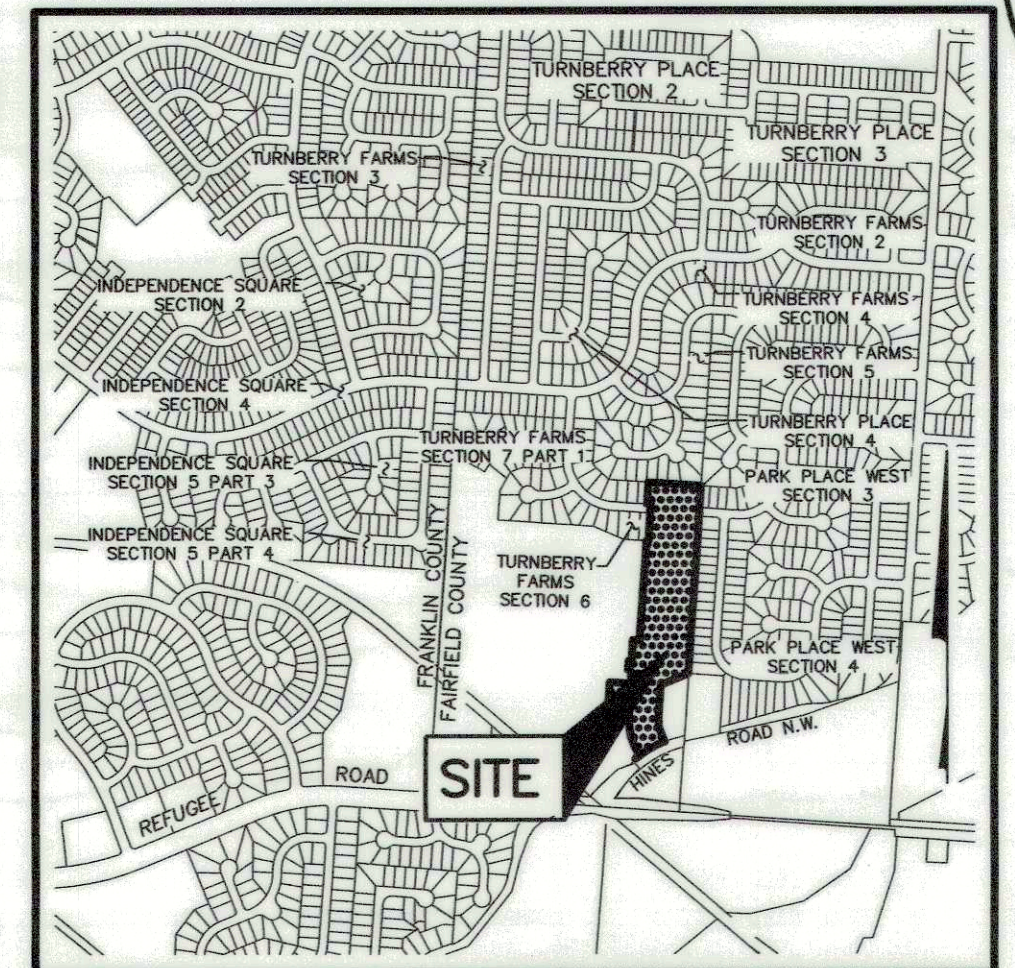 TURNBERRY PLACE
SECTION 2
TURNBERRY PLACE
SECTION 3
TURNBERRY FARMS
SECTION 3
TURNBERRY FARMS
SECTION 2
INDEPENDENCE SQUARE
SECTION 2
TURNBERRY FARMS
SECTION 4
TURNBERRY FARMS
SECTION 5
INDEPENDENCE SQUARE
SECTION 4
TURNBERRY PLACE
SECTION 4
TURNBERRY FARMS
SECTION 7 PART 1
INDEPENDENCE SQUARE
SECTION 5 PART 3
PARK PLACE WEST
SECTION 3
INDEPENDENCE SQUARE
SECTION 5 PART 4
FRANKLIN COUNTY
FAIRFIELD COUNTY
TURNBERRY
FARMS
SECTION 6
PARK PLACE WEST
SECTION 4
HINES ROAD N.W.
SITE
REFUGEE ROAD